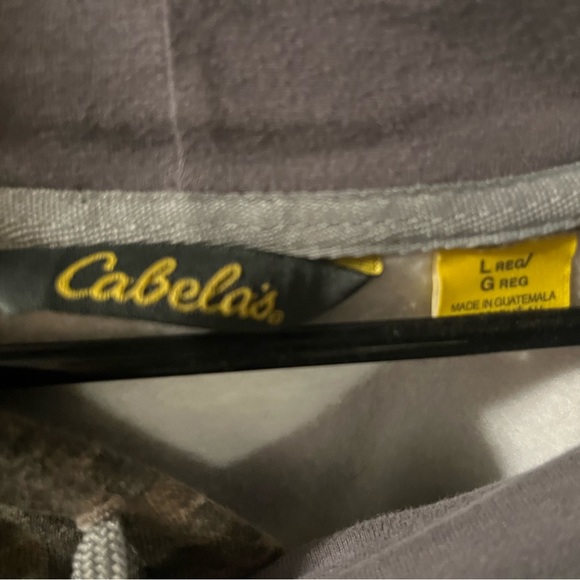 Cabela's
L REG/
G REG
MADE IN GUATEMALA